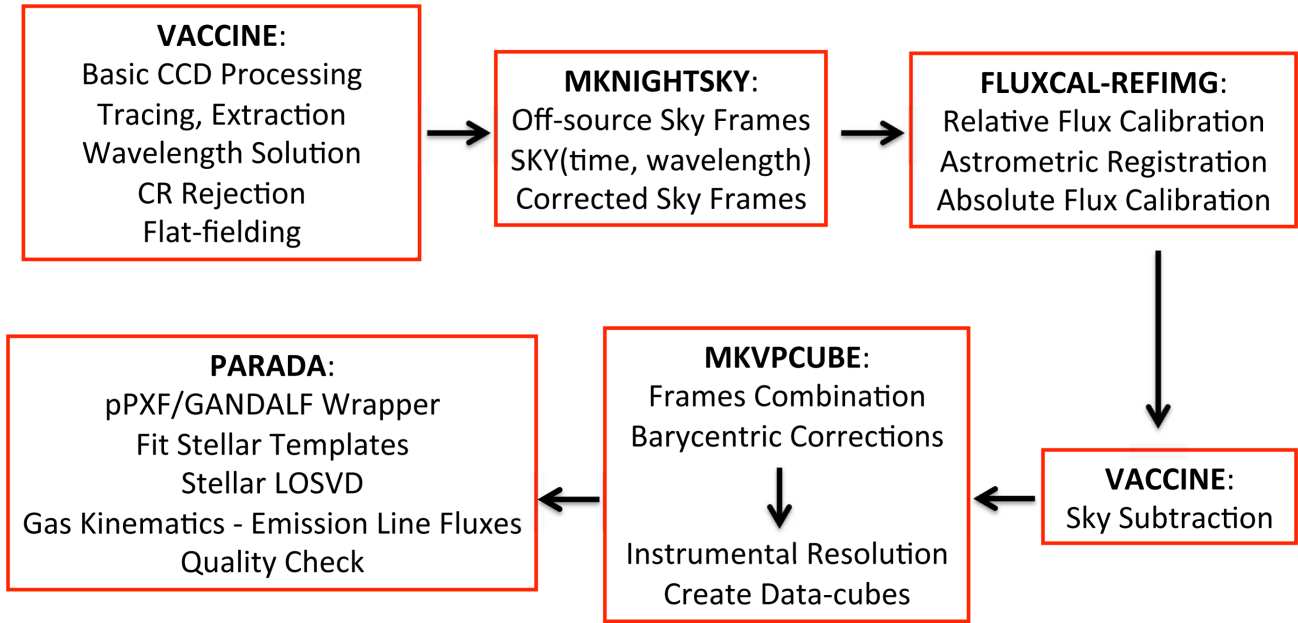 VACCINE:
Basic CCD Processing
Tracing, Extraction
Wavelength Solution
CR Rejection
Flat-fielding
MKNIGHTSKY:
Off-source Sky Frames
SKY(time, wavelength)
Corrected Sky Frames
FLUXCAL-REFIMG:
Relative Flux Calibration
Astrometric Registration
Absolute Flux Calibration
VACCINE:
Sky Subtraction
MKVPCUBE:
Frames Combination
Barycentric Corrections
Instrumental Resolution
Create Data-cubes
PARADA:
pPXF/GANDALF Wrapper
Fit Stellar Templates
Stellar LOSVD
Gas Kinematics - Emission Line Fluxes
Quality Check